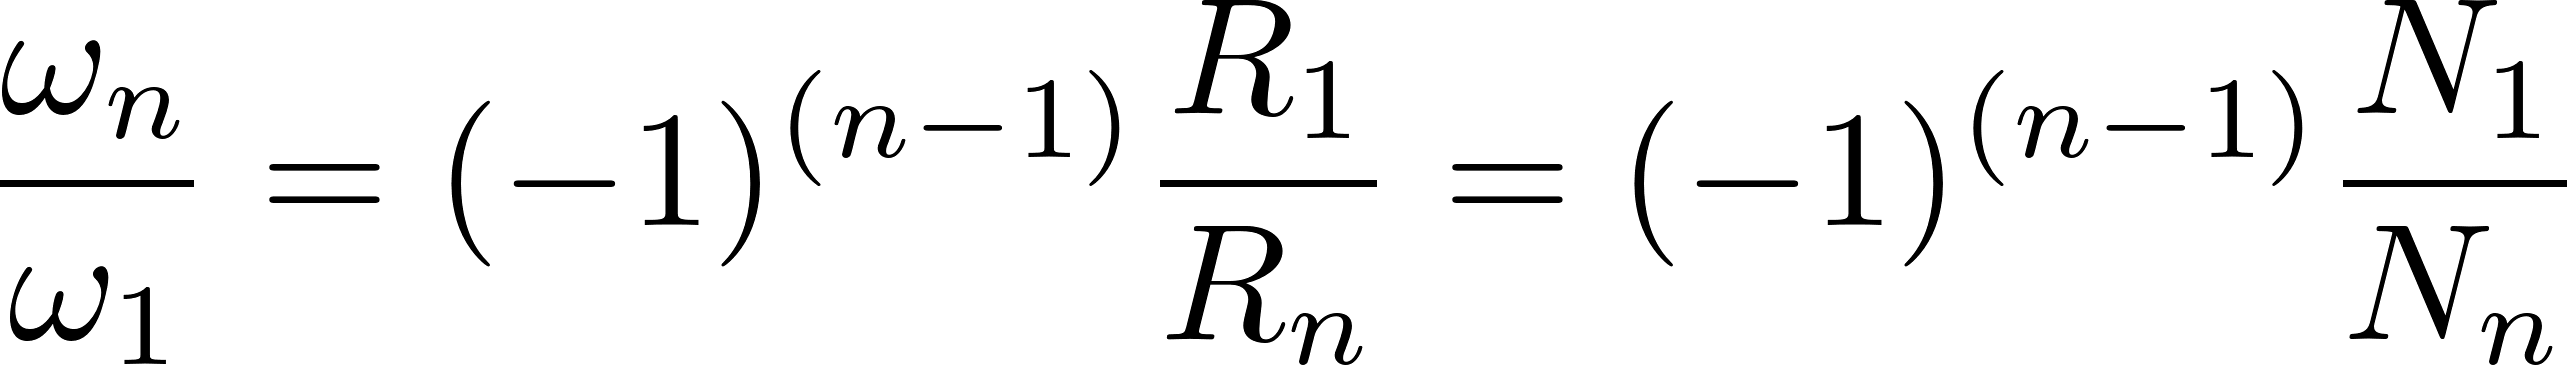 \frac{\omega_n}{\omega_1} = (-1)^{(n-1)} \frac{R_1}{R_n} = (-1)^{(n-1)} \frac{N_1}{N_n}